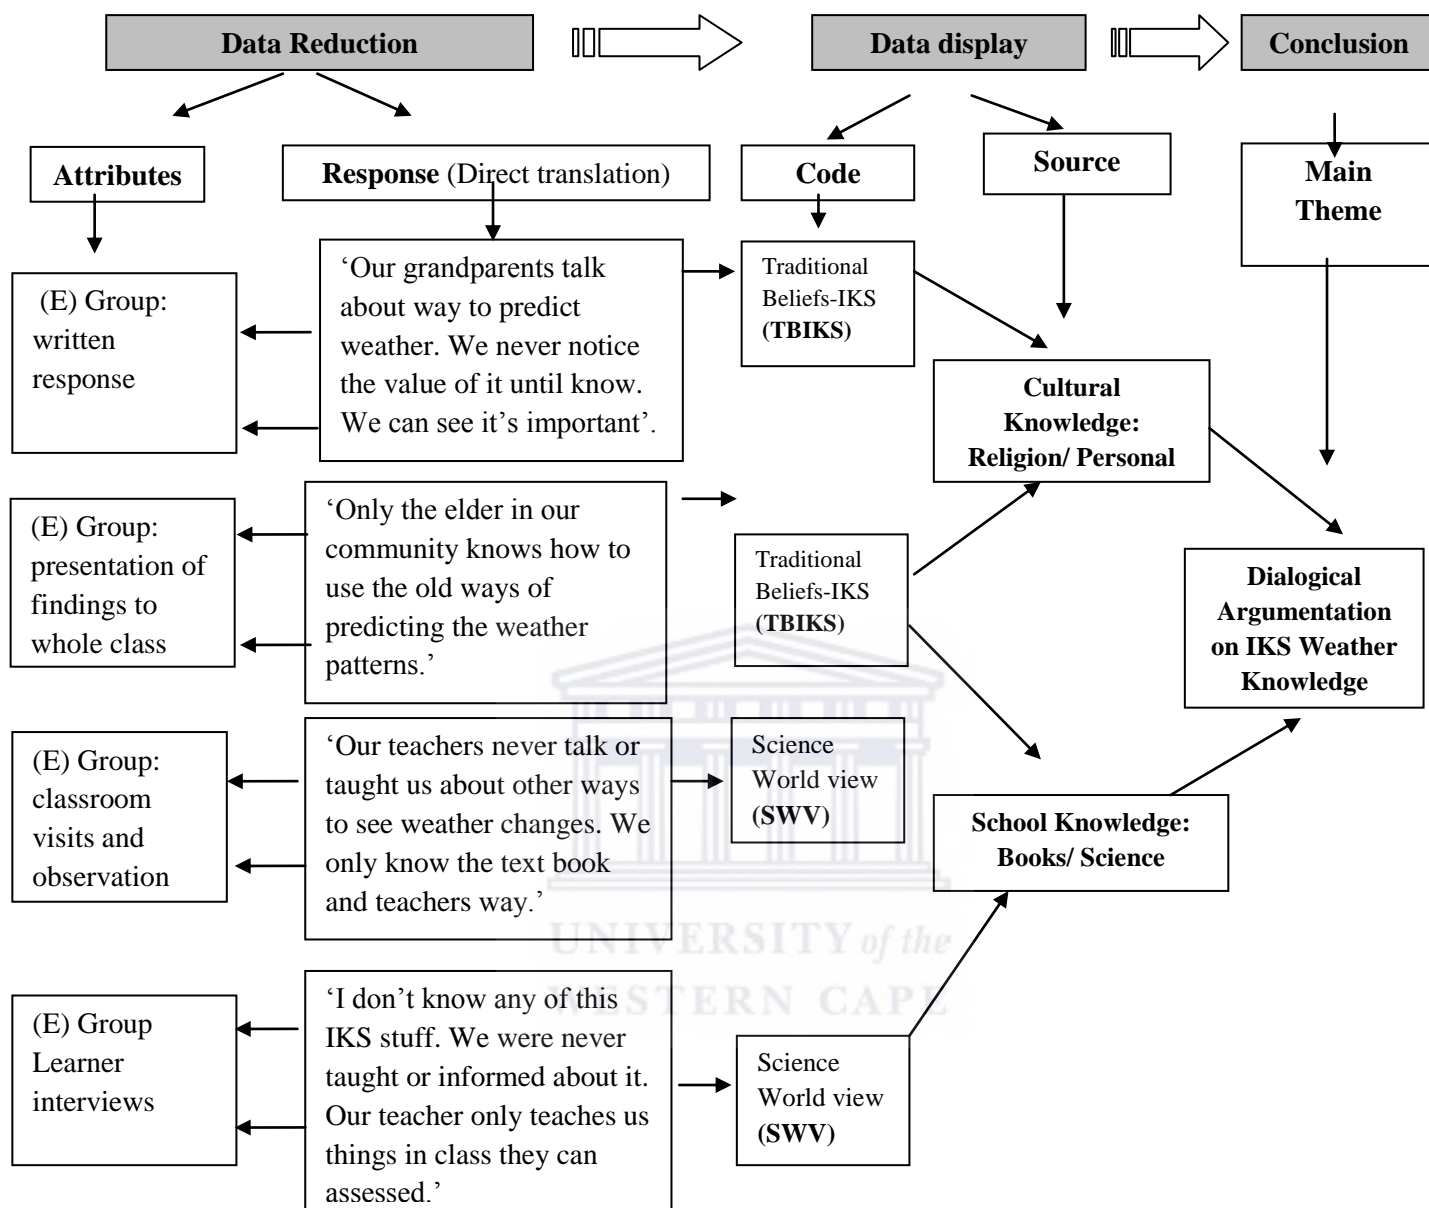 Data Reduction
Data display
Conclusion
Attributes
Response (Direct translation)
Code
Source
Main
Theme
(E) Group:
written
response
‘Our grandparents talk
about way to predict
weather. We never notice
the value of it until know.
We can see it’s important’.
Traditional
Beliefs-IKS
(TBIKS)
Cultural
Knowledge:
Religion/ Personal
(E) Group:
presentation of
findings to
whole class
‘Only the elder in our
community knows how to
use the old ways of
predicting the weather
patterns.’
Traditional
Beliefs-IKS
(TBIKS)
Dialogical
Argumentation
on IKS Weather
Knowledge
(E) Group:
classroom
visits and
observation
‘Our teachers never talk or
taught us about other ways
to see weather changes. We
only know the text book
and teachers way.’
Science
World view
(SWV)
School Knowledge:
Books/ Science
UNIVERSITY of the
WESTERN CAPE
(E) Group
Learner
interviews
‘I don’t know any of this
IKS stuff. We were never
taught or informed about it.
Our teacher only teaches us
things in class they can
assessed.’
Science
World view
(SWV)